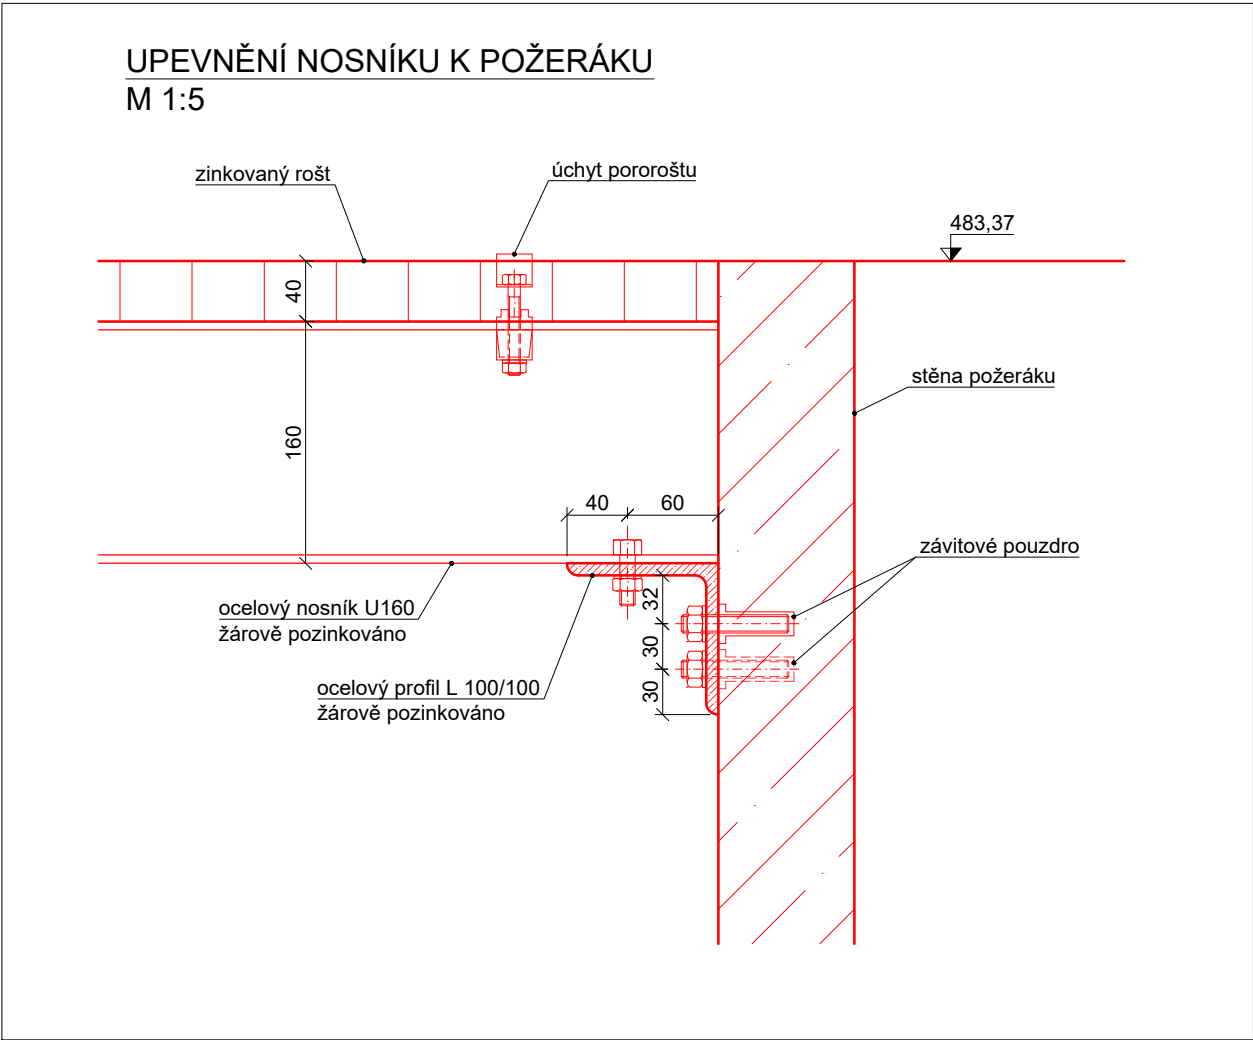 UPEVNĚNÍ NOSNÍKU K POŽERÁKU
M 1:5
zinkovaný rošt
úchyt pororoštu
483,37
40
160
stěna požeráku
40
60
závitové pouzdro
ocelový nosník U160
žárově pozinkováno
32
30
30
ocelový profil L 100/100
žárově pozinkováno